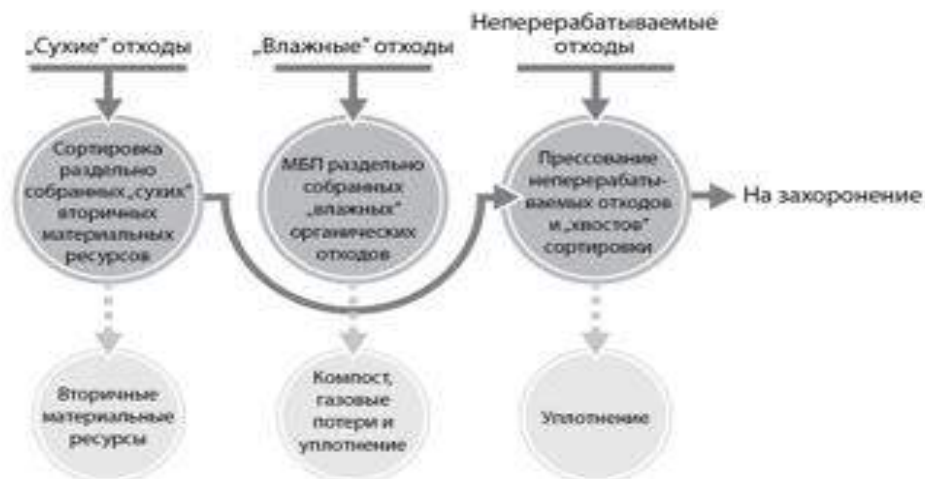 „Сухие" отходы
„Влажные" отходы
Неперерабатываемые
отходы
Сортировка
раздельно
собранных „сухих"
вторичных
материальных
ресурсов
МБП раздельно
собранных
„влажных"
органических
отходов
Прессование
неперерабаты-
ваемых отходов
и „хвостов"
сортировки
На захоронение
Вторичные
материальные
ресурсы
Компост,
газовые
потери и
уплотнение
Уплотнение